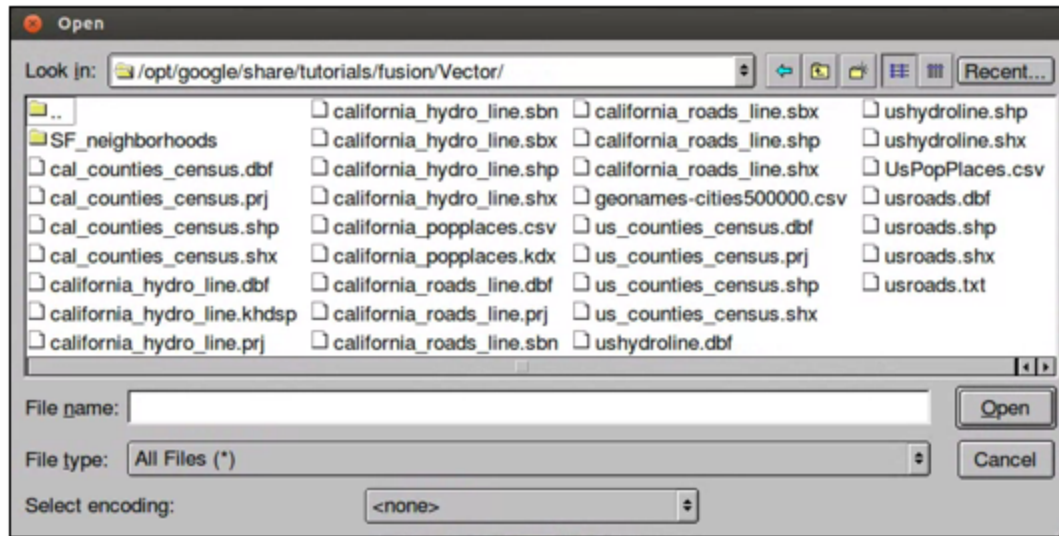 Open
Look in: /opt/google/share/tutorials/fusion/Vector/ Recent...
..
SF_neighborhoods
cal_counties_census.dbf
cal_counties_census.prj
cal_counties_census.shp
cal_counties_census.shx
california_hydro_line.dbf
california_hydro_line.khdsp
california_hydro_line.prj
california_hydro_line.sbn
california_hydro_line.sbx
california_hydro_line.shp
california_hydro_line.shx
california_popplaces.csv
california_popplaces.kdx
california_roads_line.dbf
california_roads_line.prj
california_roads_line.sbn
california_roads_line.sbx
california_roads_line.shp
california_roads_line.shx
geonames-cities500000.csv
us_counties_census.dbf
us_counties_census.prj
us_counties_census.shp
us_counties_census.shx
ushydroline.dbf
ushydroline.shp
ushydroline.shx
UsPopPlaces.csv
usroads.dbf
usroads.shp
usroads.shx
usroads.txt
File name: Open
File type: All Files (*) Cancel
Select encoding: <none>